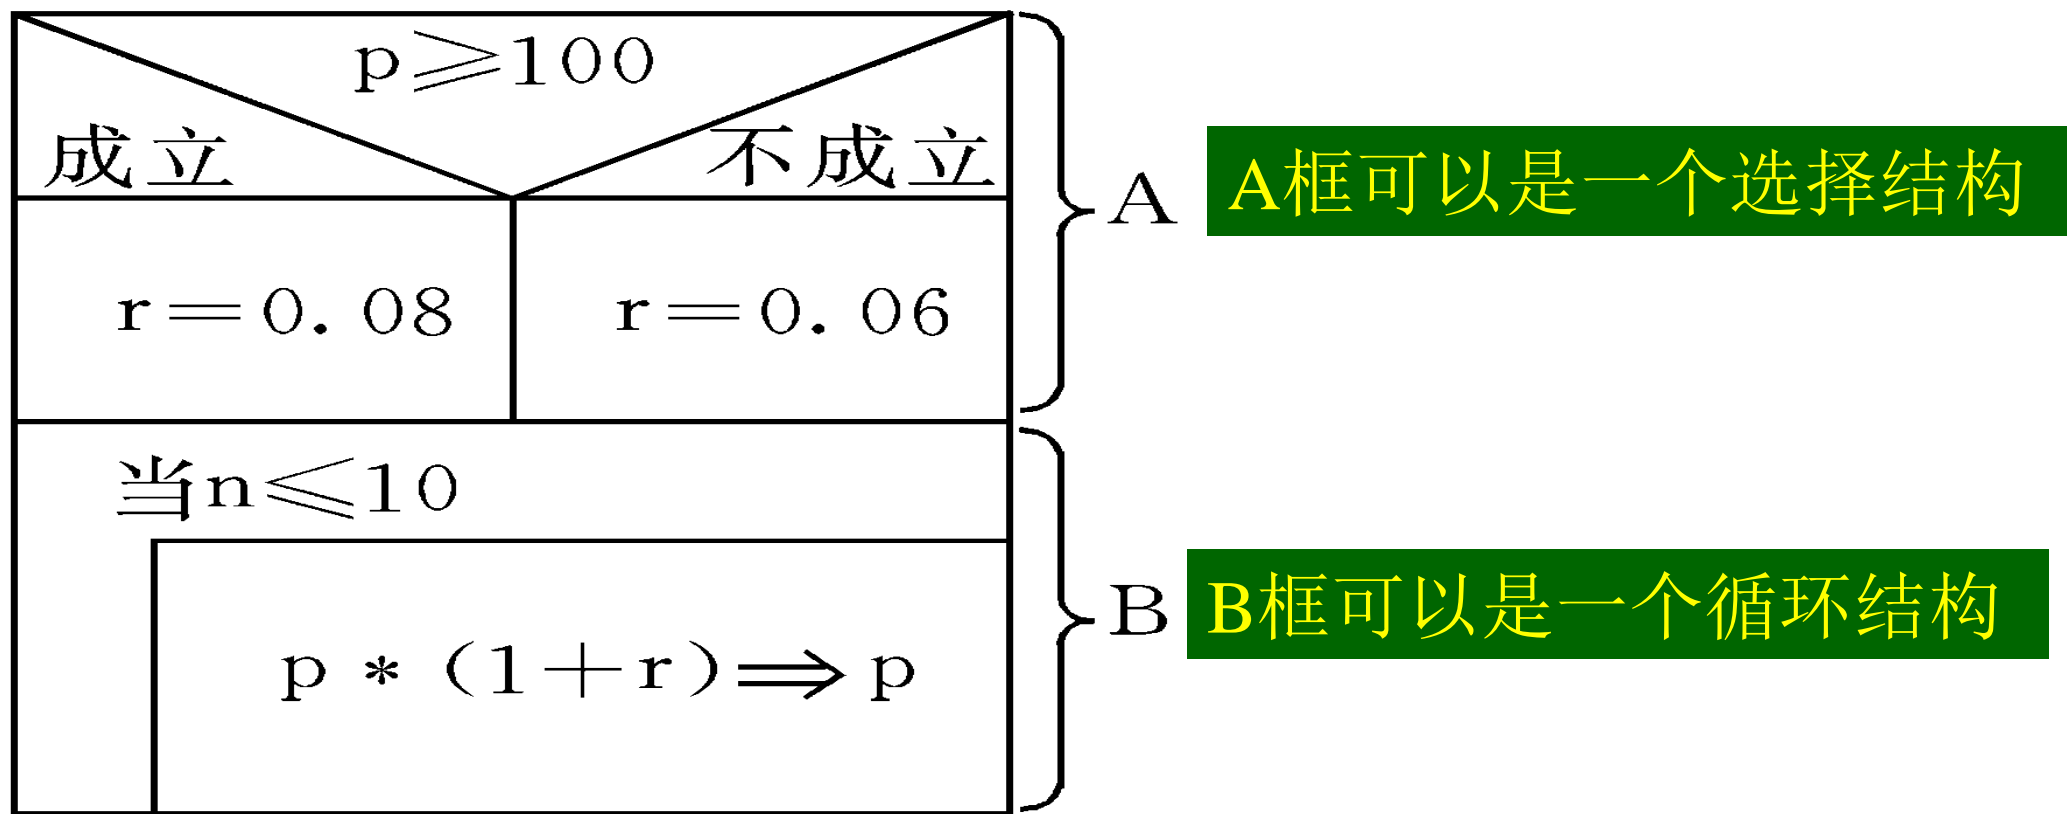 p≥100
成立
不成立
r=0.08
r=0.06
A
A框可以是一个选择结构
当n≤10
p*(1+r)⇒p
B
B框可以是一个循环结构